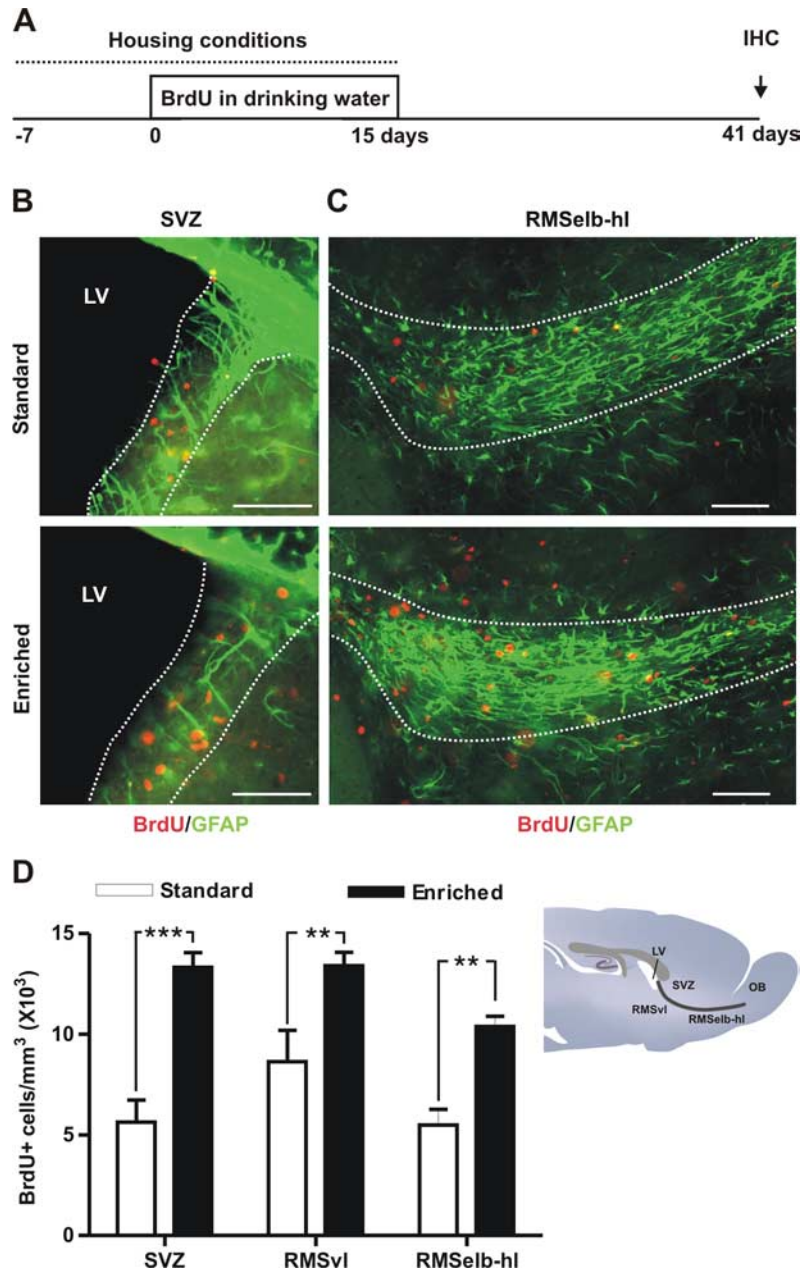 A
Housing conditions
IHC
BrdU in drinking water
-7
0
15 days
41 days
B
SVZ
C
RMSelb-hl
Standard
LV
Enriched
LV
BrdU/GFAP
BrdU/GFAP
D
Standard
Enriched
BrdU+ cells/mm³ (X10³)
15
10
5
0
***
**
**
SVZ
RMSvl
RMSelb-hl
LV
SVZ
OB
RMSvl
RMSelb-hl